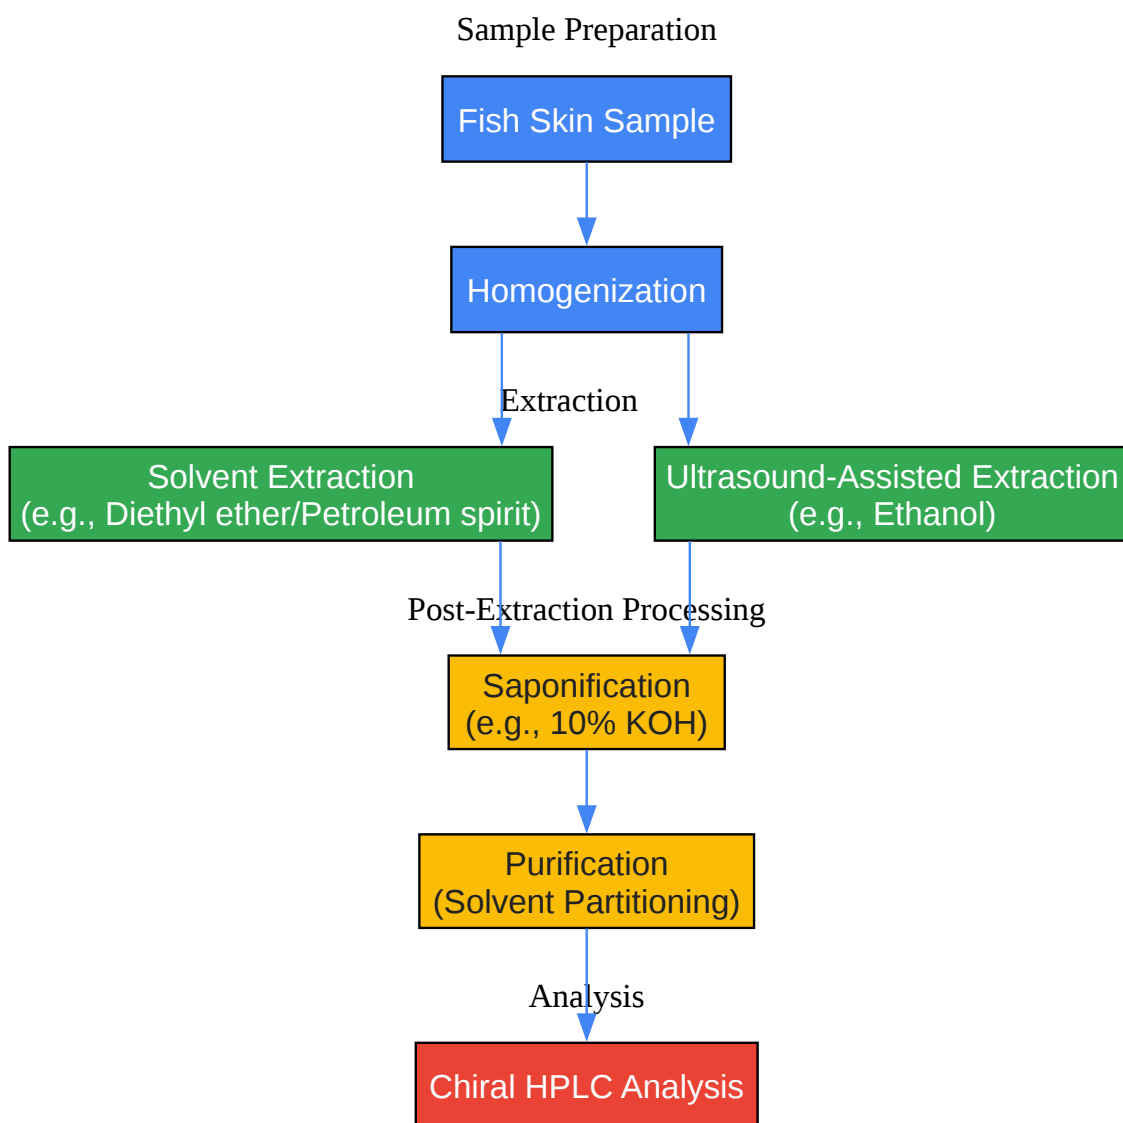 Sample Preparation
Fish Skin Sample
Homogenization
Extraction
Solvent Extraction
(e.g., Diethyl ether/Petroleum spirit)
Ultrasound-Assisted Extraction
(e.g., Ethanol)
Post-Extraction Processing
Saponification
(e.g., 10% KOH)
Purification
(Solvent Partitioning)
Analysis
Chiral HPLC Analysis